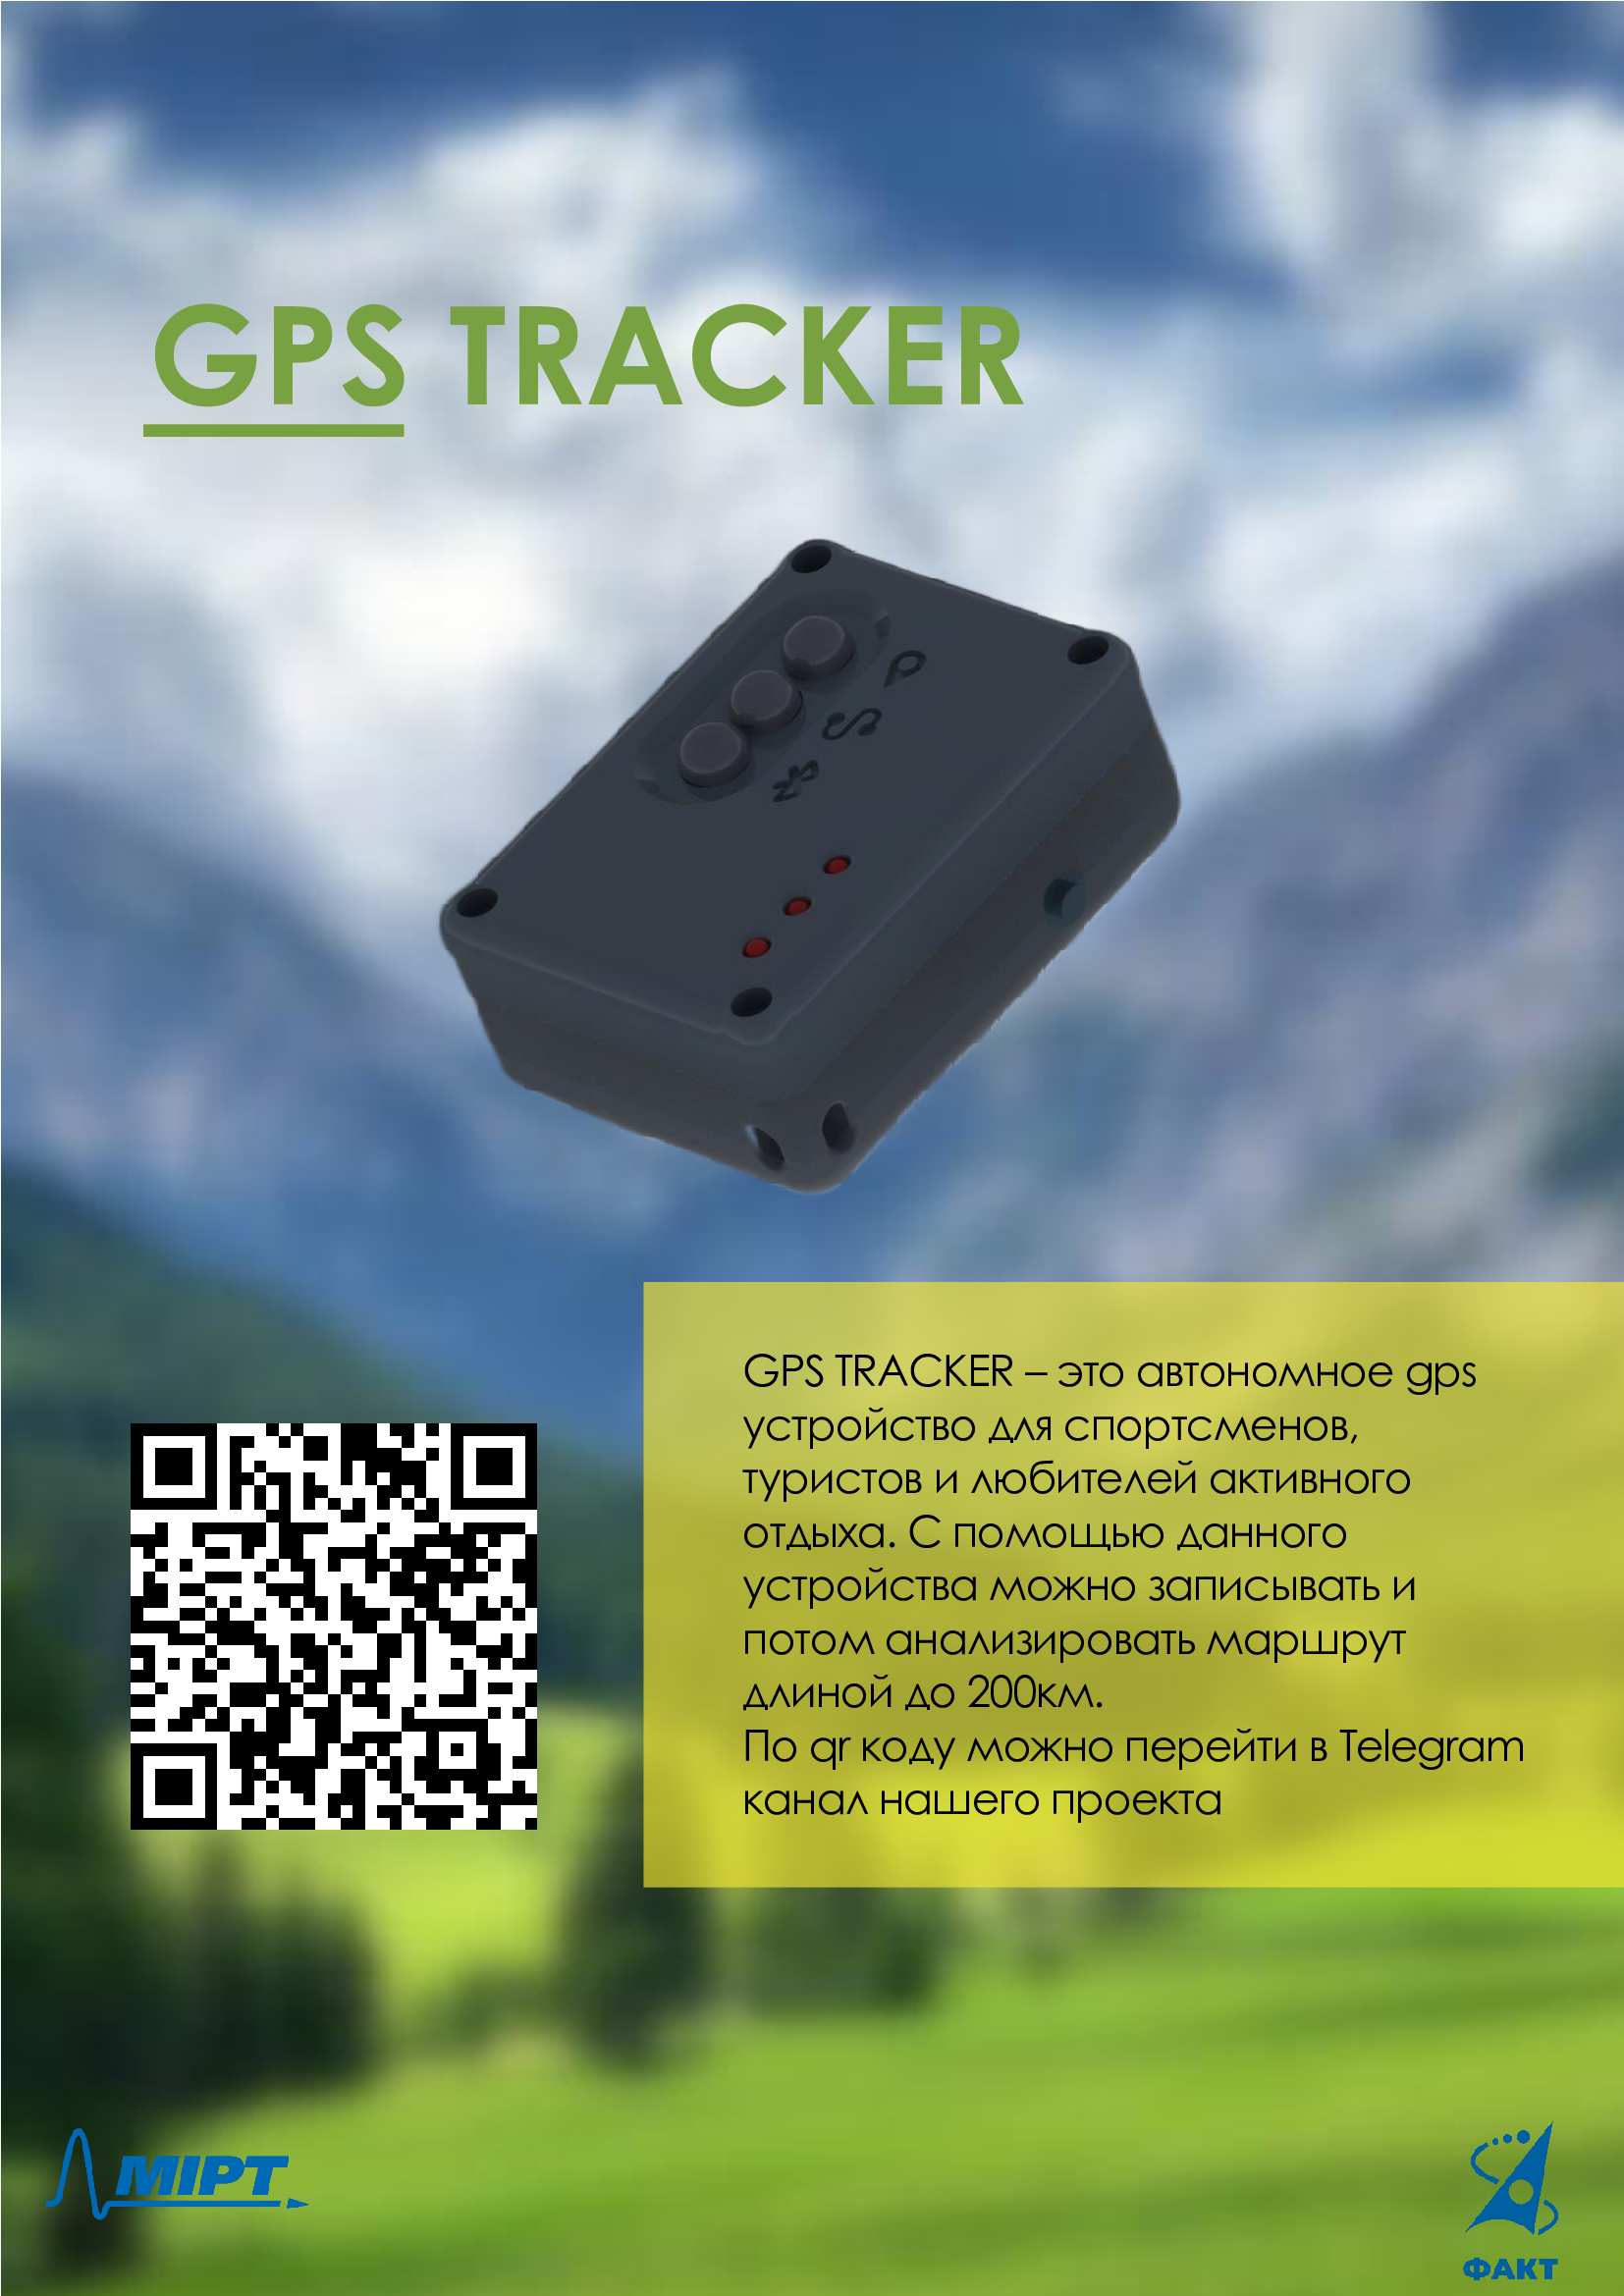 GPS TRACKER
GPS TRACKER – это автономное gps
устройство для спортсменов,
туристов и любителей активного
отдыха. С помощью данного
устройства можно записывать и
потом анализировать маршрут
длиной до 200км.
По qr коду можно перейти в Telegram
канал нашего проекта
MIPT
ФАКТ